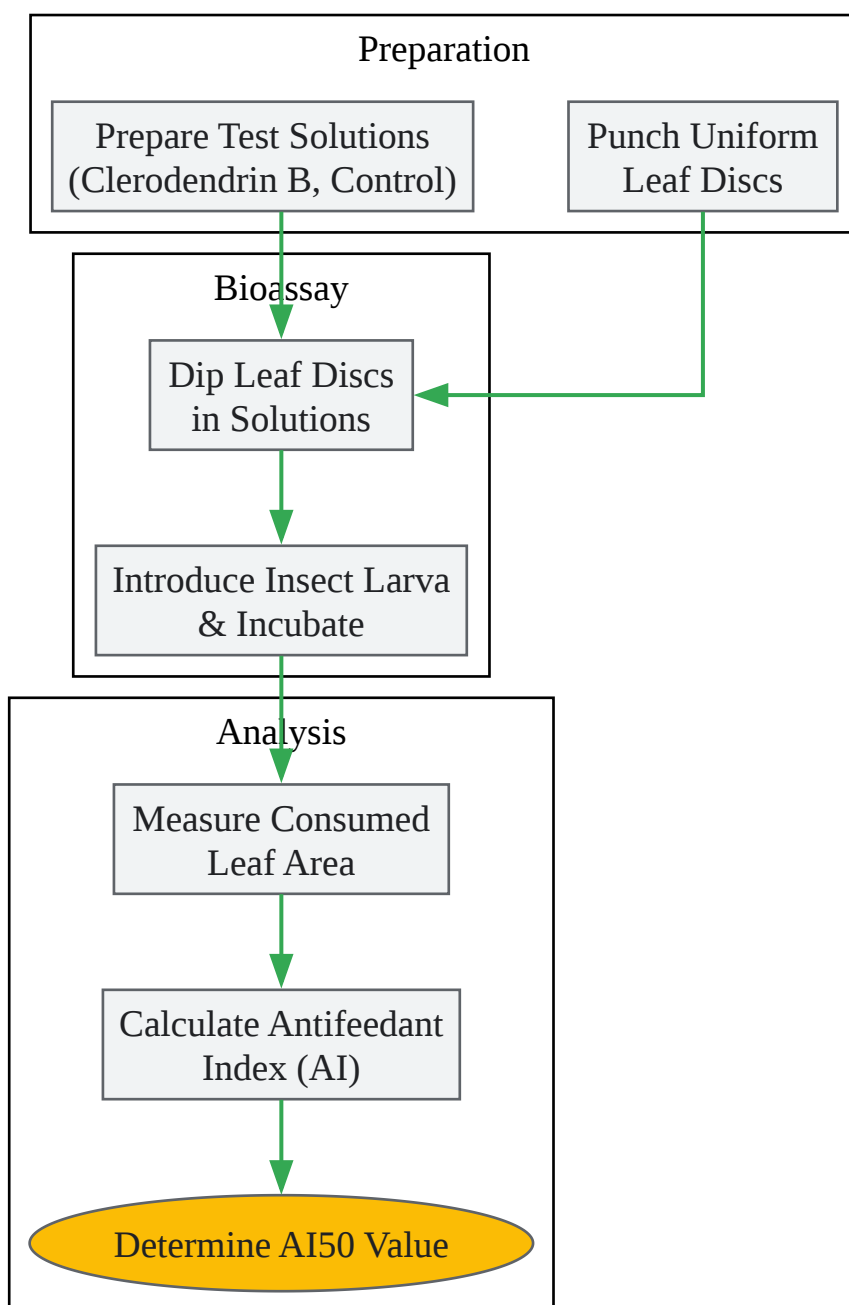 Preparation
Prepare Test Solutions
(Clerodendrin B, Control)
Punch Uniform
Leaf Discs
Bioassay
Dip Leaf Discs
in Solutions
Introduce Insect Larva
& Incubate
Analysis
Measure Consumed
Leaf Area
Calculate Antifeedant
Index (AI)
Determine AI50 Value